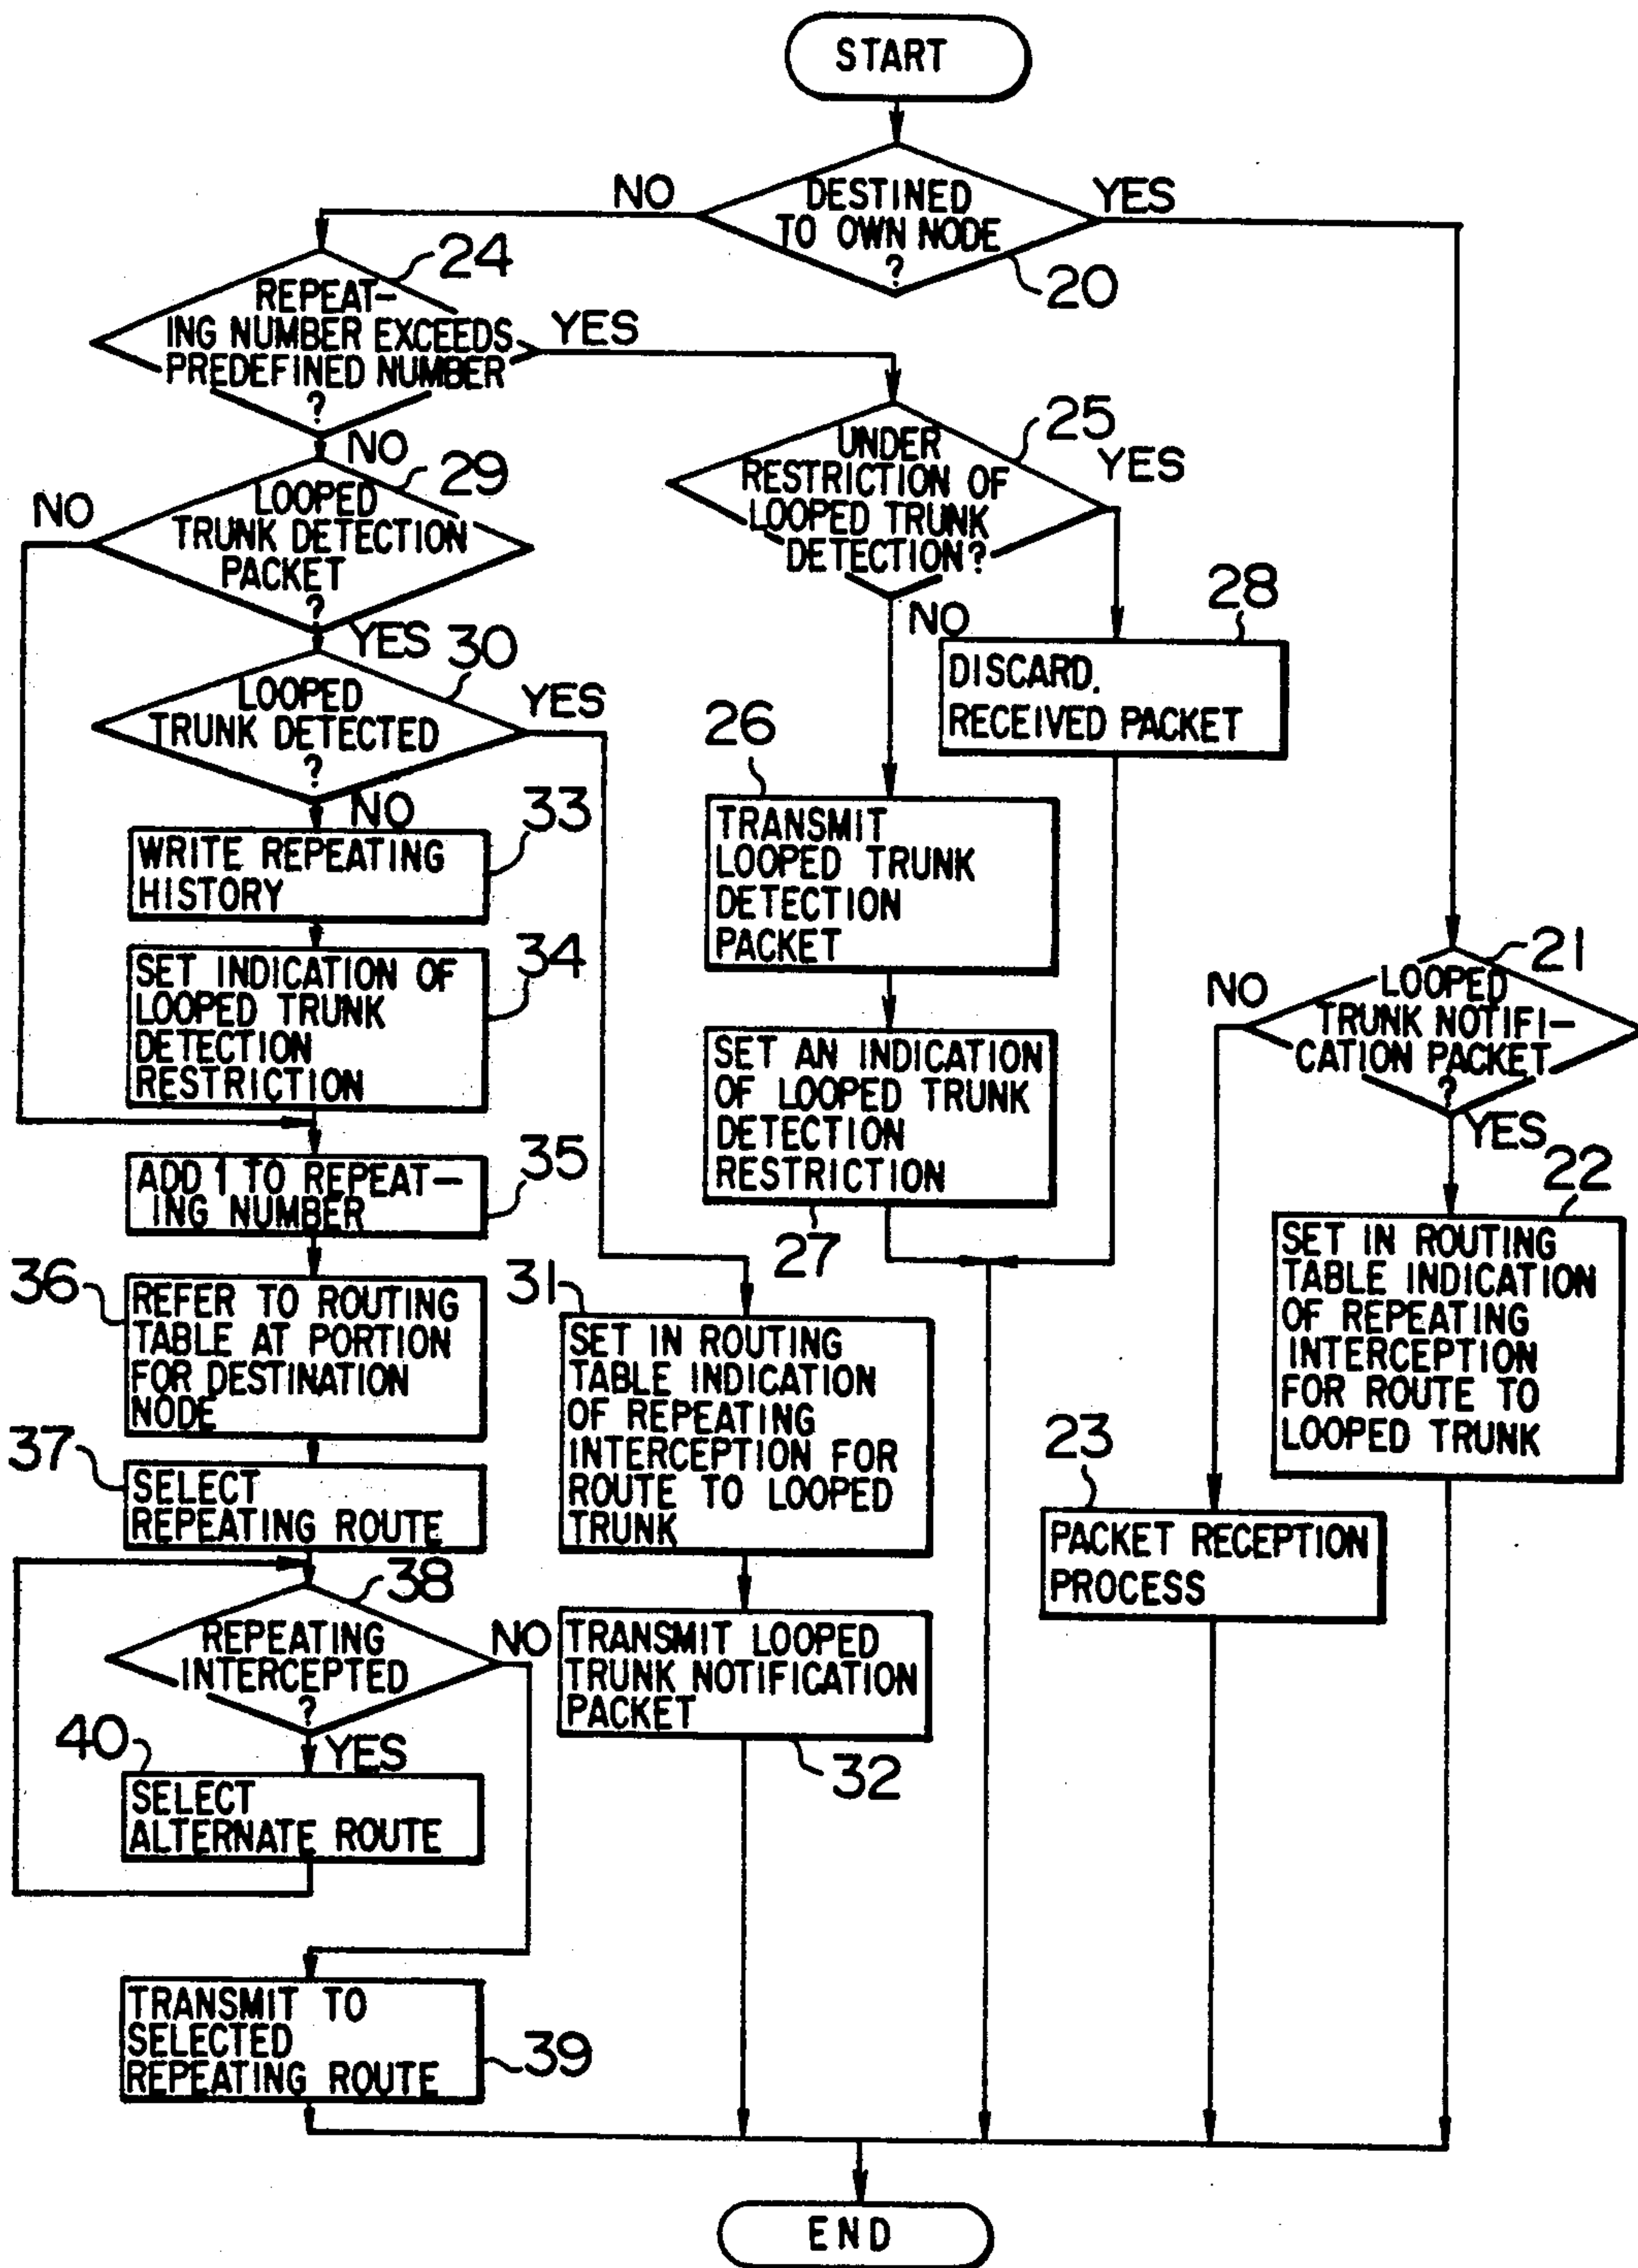 START
DESTINED
TO OWN NODE
?
NO
YES
20
24
REPEAT-
ING NUMBER EXCEEDS
PREDEFINED NUMBER
?
YES
NO
25
UNDER
RESTRICTION OF
LOOPED TRUNK
DETECTION?
YES
NO
29
LOOPED
TRUNK DETECTION
PACKET
?
NO
YES
28
DISCARD.
RECEIVED PACKET
30
LOOPED
TRUNK DETECTED
?
YES
NO
26
TRANSMIT
LOOPED TRUNK
DETECTION
PACKET
33
WRITE REPEATING
HISTORY
34
SET INDICATION OF
LOOPED TRUNK
DETECTION
RESTRICTION
21
LOOPED
TRUNK NOTIFI-
CATION PACKET
?
NO
YES
SET AN INDICATION
OF LOOPED TRUNK
DETECTION
RESTRICTION
27
35
ADD 1 TO REPEAT-
ING NUMBER
22
SET IN ROUTING
TABLE INDICATION
OF REPEATING
INTERCEPTION
FOR ROUTE TO
LOOPED TRUNK
36
REFER TO ROUTING
TABLE AT PORTION
FOR DESTINATION
NODE
31
SET IN ROUTING
TABLE INDICATION
OF REPEATING
INTERCEPTION FOR
ROUTE TO LOOPED
TRUNK
37
SELECT
REPEATING ROUTE
23
PACKET RECEPTION
PROCESS
38
REPEATING
INTERCEPTED
?
NO
YES
TRANSMIT LOOPED
TRUNK NOTIFICATION
PACKET
32
40
SELECT
ALTERNATE ROUTE
TRANSMIT TO
SELECTED
REPEATING ROUTE
39
END